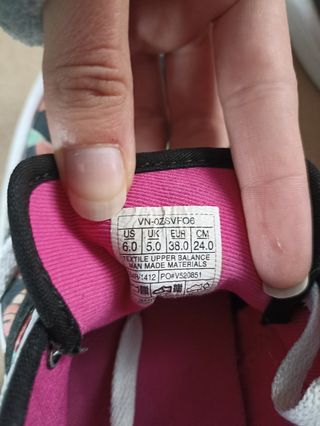 VN-0ZSVFO6
US UK EUR CM
6.0 5.0 38.0 24.0
TEXTILE UPPER BALANCE
MAN MADE MATERIALS
1412 PO#V520851